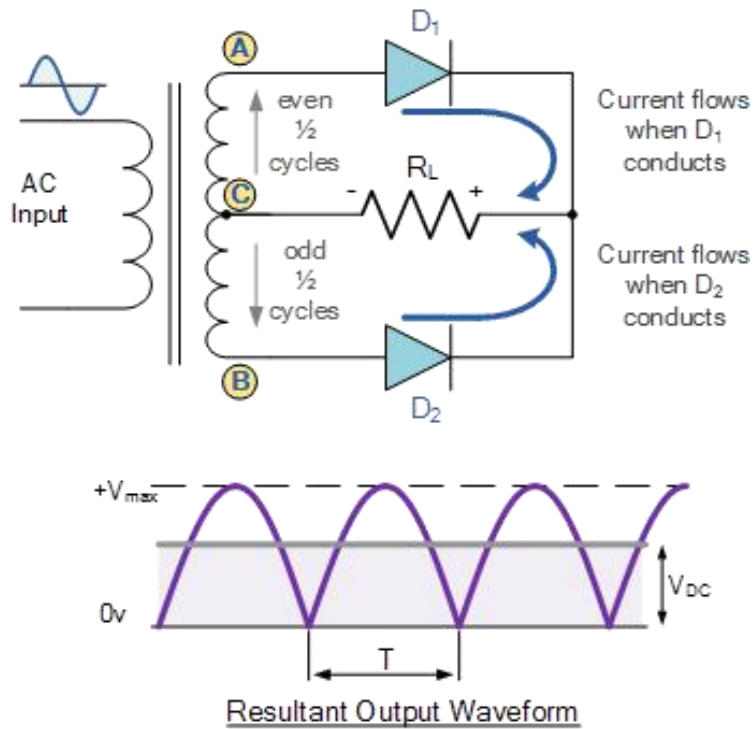 A
D1
AC
Input
even
½
cycles
Current flows
when D1
conducts
C
-
RL
+
odd
½
cycles
Current flows
when D2
conducts
B
D2
+Vmax
VDC
0v
T
Resultant Output Waveform